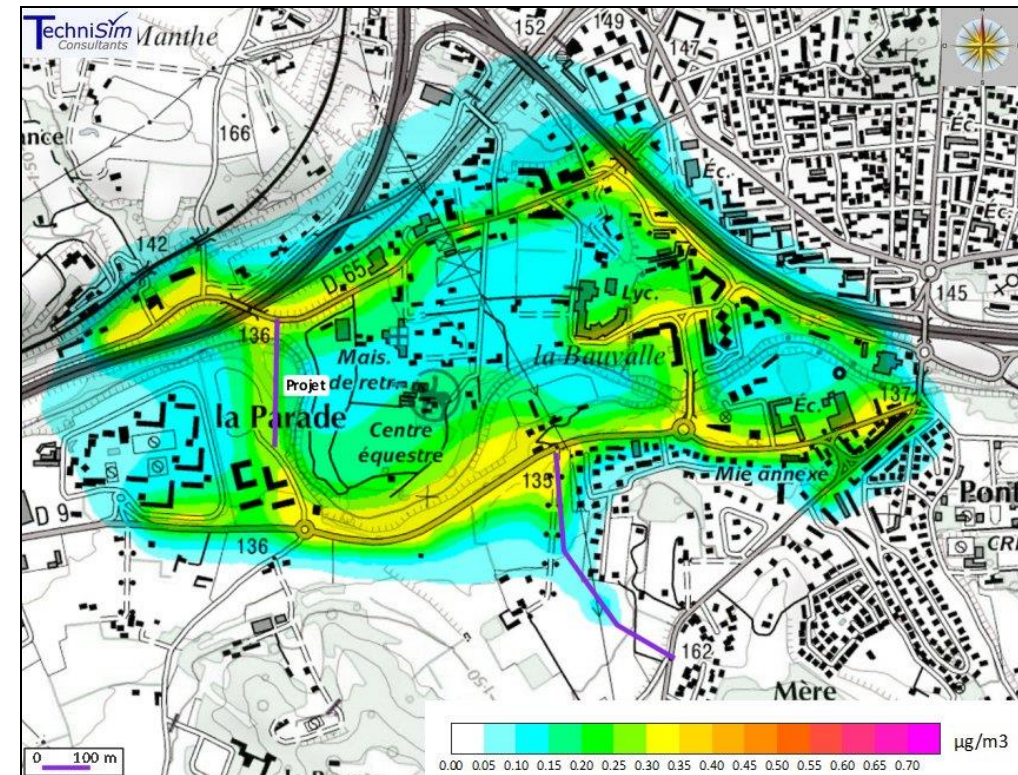 TechniSim
Consultants
Manthe
152
149
147
ance
166
Éc.
Éc.
Éc.
142
D 65
145
Lyc.
136
Mais.
de retr.
Projet
la Bauvalle
la Parade
Centre
équestre
Éc.
137
135
Mie annexe
Pont
D 9
136
162
Mère
0 100 m
µg/m3
0.00 0.05 0.10 0.15 0.20 0.25 0.30 0.35 0.40 0.45 0.50 0.55 0.60 0.65 0.70